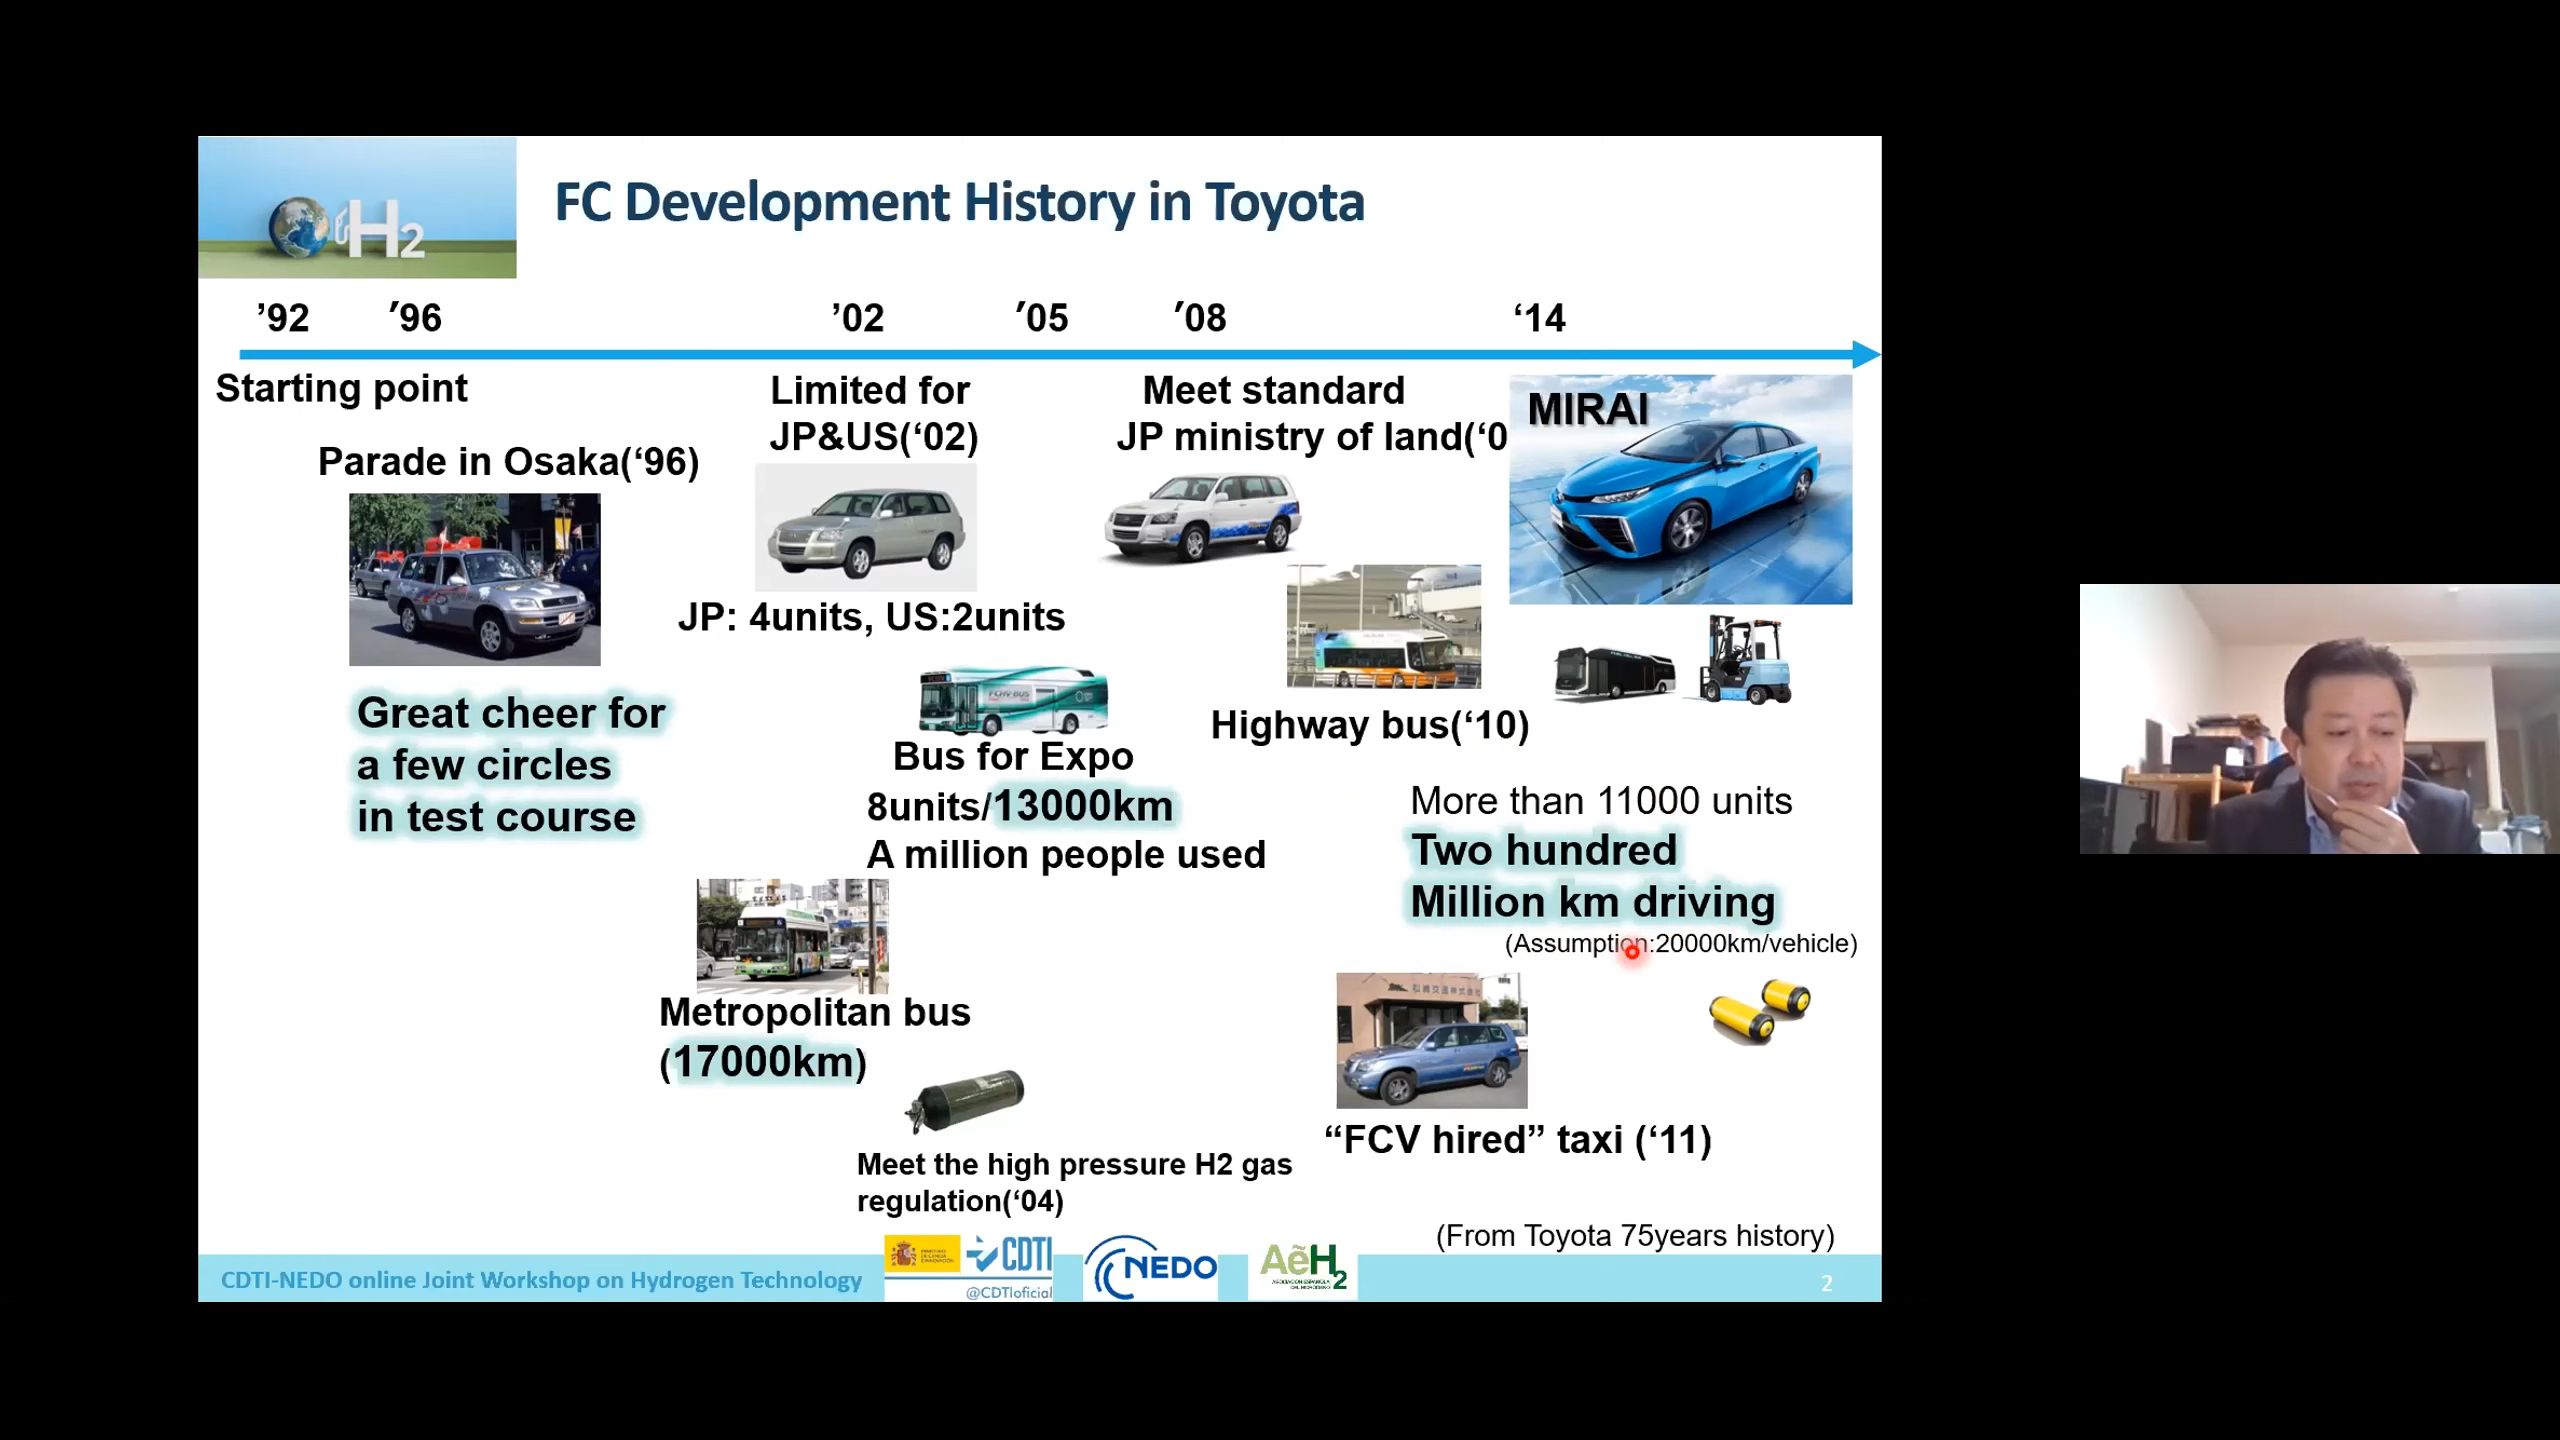 H2
FC Development History in Toyota
’92
′96
’02
′05
′08
‘14
Starting point
Parade in Osaka(‘96)
Great cheer for
a few circles
in test course
Limited for
JP&US(‘02)
JP: 4units, US:2units
FCHV-BUS
Bus for Expo
8units/13000km
A million people used
Metropolitan bus
(17000km)
Meet the high pressure H2 gas
regulation(‘04)
Meet standard
JP ministry of land(‘0
Highway bus(‘10)
MIRAI
More than 11000 units
Two hundred
Million km driving
(Assumption:20000km/vehicle)
“FCV hired” taxi (‘11)
(From Toyota 75years history)
CDTI-NEDO online Joint Workshop on Hydrogen Technology
CDTI
@CDTIoficial
NEDO
AeH2
2